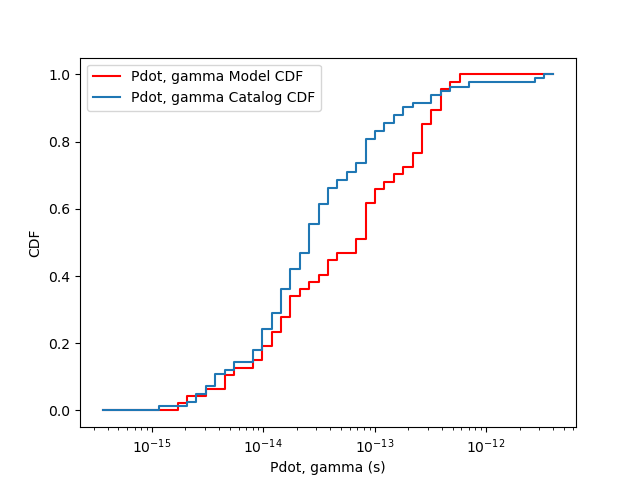 Pdot, gamma Model CDF
Pdot, gamma Catalog CDF
1.0
0.8
0.6
0.4
0.2
0.0
CDF
10⁻¹⁵ 10⁻¹⁴ 10⁻¹³ 10⁻¹²
Pdot, gamma (s)